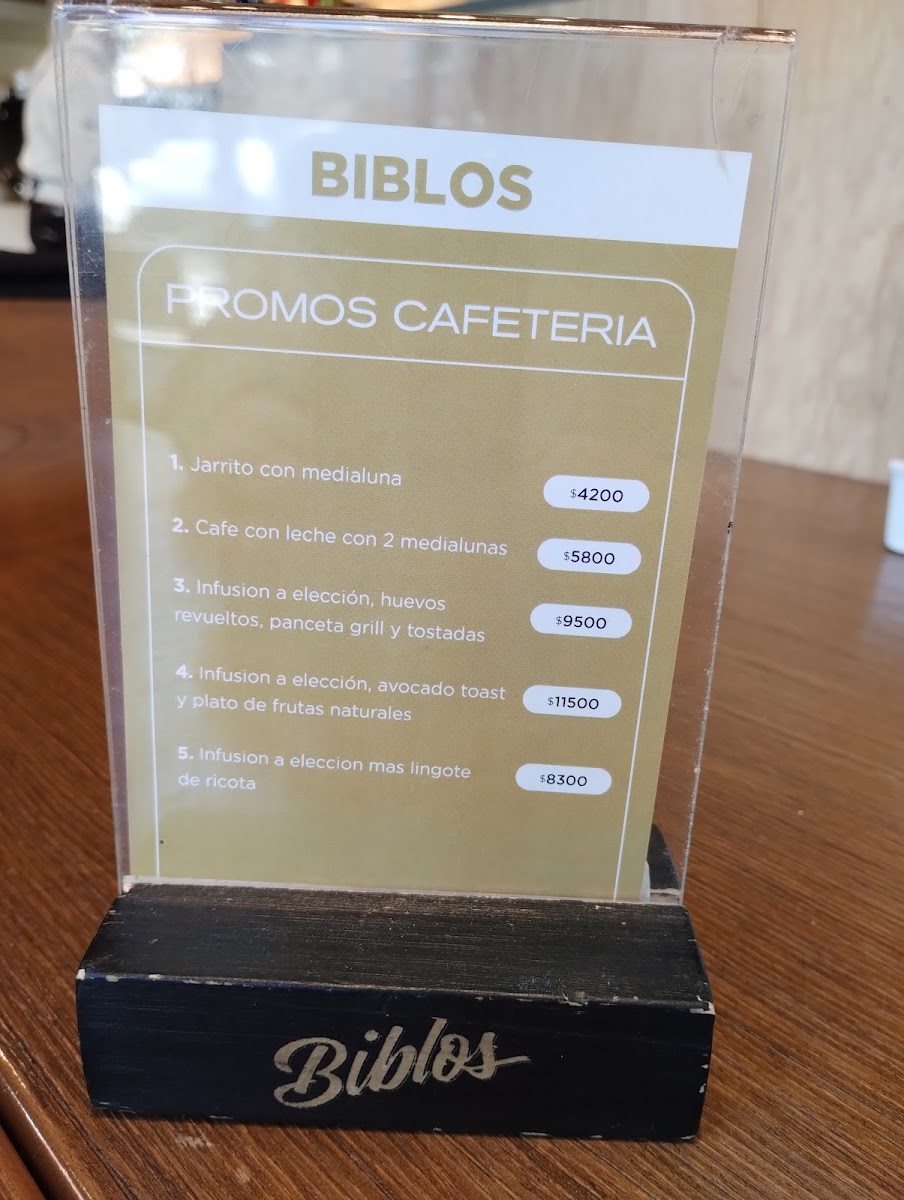 BIBLOS
PROMOS CAFETERIA
1. Jarrito con medialuna $4200
2. Cafe con leche con 2 medialunas $5800
3. Infusion a elección, huevos
revueltos, panceta grill y tostadas $9500
4. Infusion a elección, avocado toast
y plato de frutas naturales $11500
5. Infusion a eleccion mas lingote
de ricota $8300
Biblos